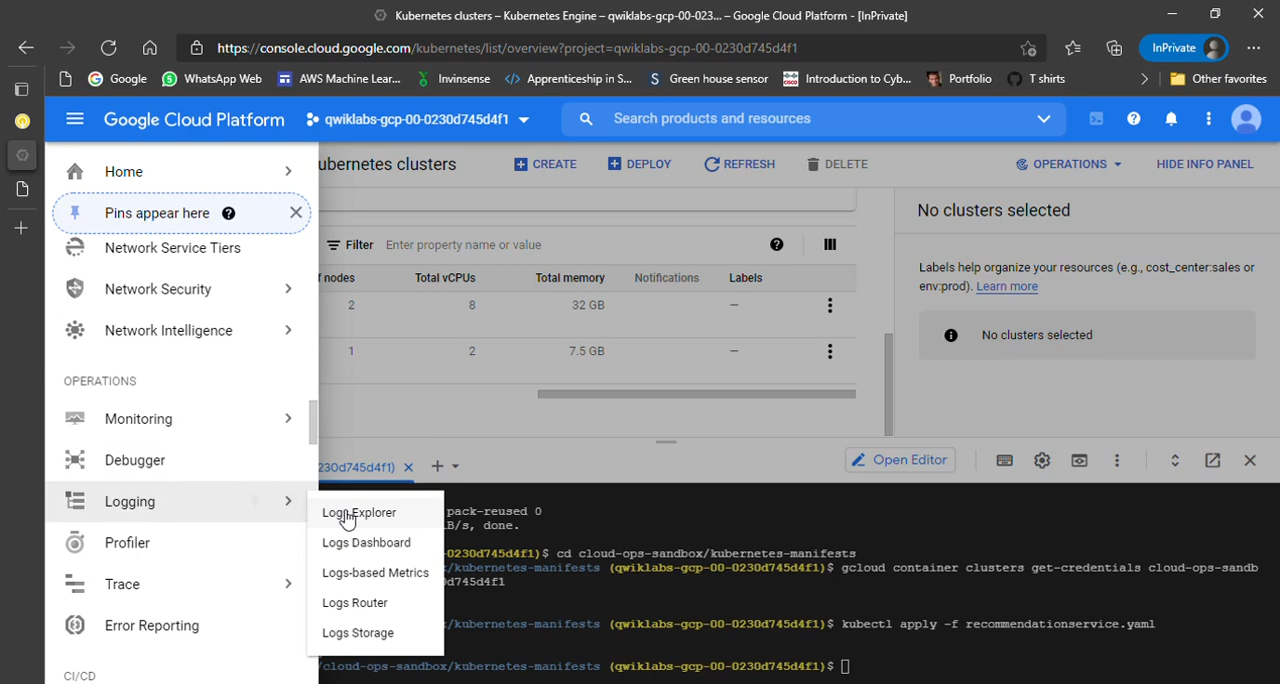 Kubernetes clusters – Kubernetes Engine – qwiklabs-gcp-00-023... – Google Cloud Platform - [InPrivate]
https://console.cloud.google.com/kubernetes/list/overview?project=qwiklabs-gcp-00-0230d745d4f1
InPrivate
Google
WhatsApp Web
AWS Machine Lear...
Invinsense
Apprenticeship in S...
Green house sensor
Introduction to Cyb...
Portfolio
T shirts
Other favorites
Google Cloud Platform
qwiklabs-gcp-00-0230d745d4f1
Search products and resources
Home
ubernetes clusters
CREATE
DEPLOY
REFRESH
DELETE
OPERATIONS
HIDE INFO PANEL
Pins appear here
Network Service Tiers
Network Security
Network Intelligence
OPERATIONS
Monitoring
Debugger
Logging
Profiler
Trace
Error Reporting
CI/CD
Logs Explorer
Logs Dashboard
Logs-based Metrics
Logs Router
Logs Storage
Filter Enter property name or value
f nodes Total vCPUs Total memory Notifications Labels
2 8 32 GB –
1 2 7.5 GB –
No clusters selected
Labels help organize your resources (e.g., cost_center:sales or
env:prod). Learn more
No clusters selected
230d745d4f1)
Open Editor
pack-reused 0
B/s, done.
-0230d745d4f1)$ cd cloud-ops-sandbox/kubernetes-manifests
/kubernetes-manifests (qwiklabs-gcp-00-0230d745d4f1)$ gcloud container clusters get-credentials cloud-ops-sandb
d745d4f1
/kubernetes-manifests (qwiklabs-gcp-00-0230d745d4f1)$ kubectl apply -f recommendationservice.yaml
/cloud-ops-sandbox/kubernetes-manifests (qwiklabs-gcp-00-0230d745d4f1)$